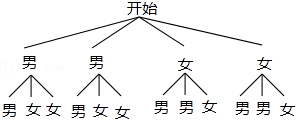 开始
男 男 女 女
男 女 女 男 女 女 男 男 女 男 男 女